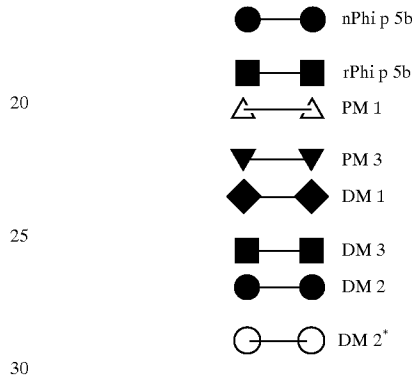 nPhi p 5b
rPhi p 5b
20
PM 1
PM 3
DM 1
25
DM 3
DM 2
DM 2*
30